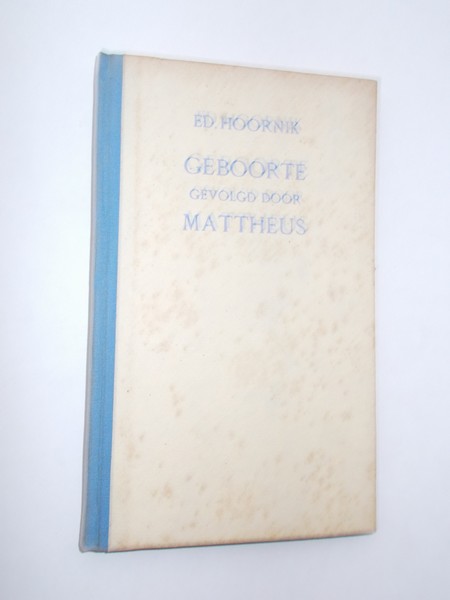 ED. HOORNIK
GEBOORTE
GEVOLGD DOOR
MATTHEUS